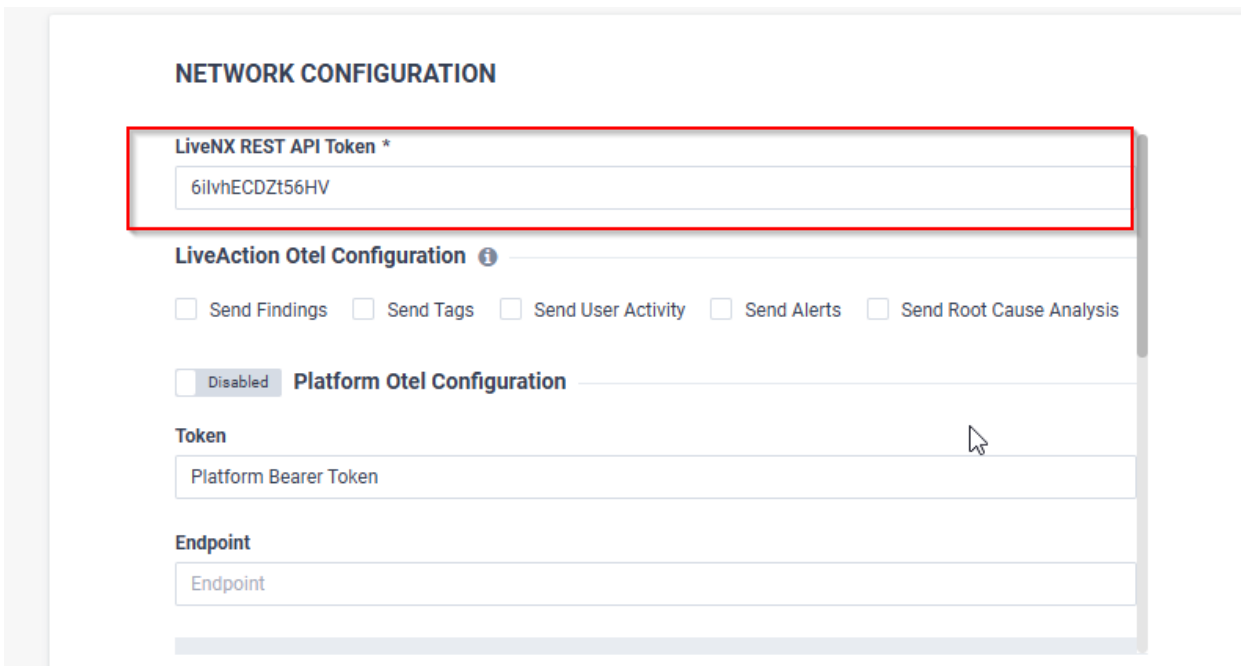 NETWORK CONFIGURATION
LiveNX REST API Token *
6iIvhECDZt56HV
LiveAction Otel Configuration
Send Findings Send Tags Send User Activity Send Alerts Send Root Cause Analysis
Disabled Platform Otel Configuration
Token
Platform Bearer Token
Endpoint
Endpoint